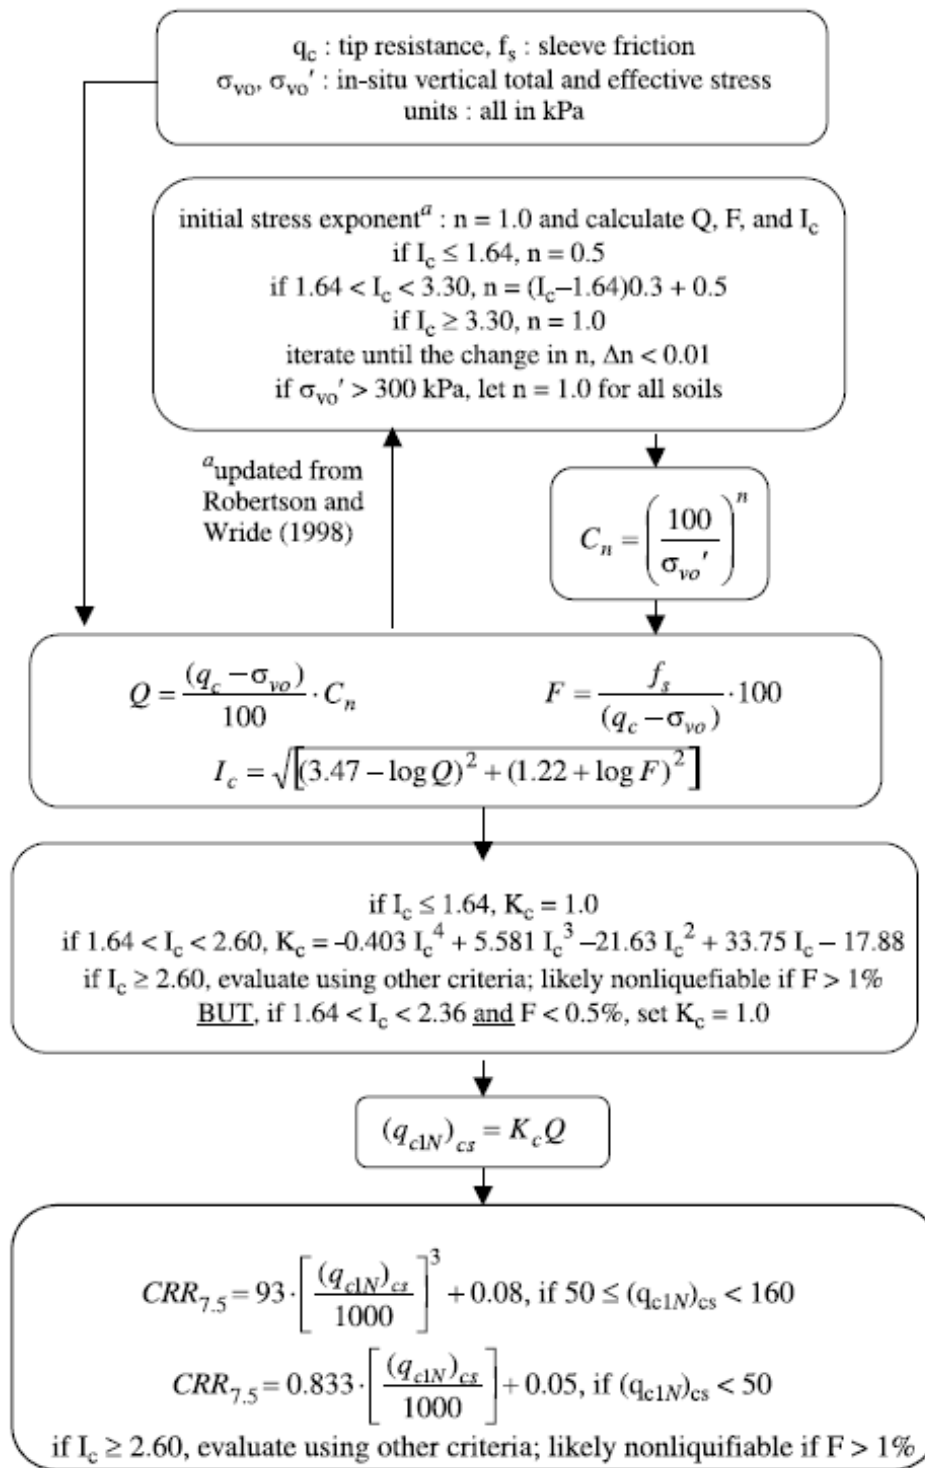 q_c : tip resistance, f_s : sleeve friction
σ_vo, σ_vo′ : in-situ vertical total and effective stress
units : all in kPa
initial stress exponent^a : n = 1.0 and calculate Q, F, and I_c
if I_c ≤ 1.64, n = 0.5
if 1.64 < I_c < 3.30, n = (I_c–1.64)0.3 + 0.5
if I_c ≥ 3.30, n = 1.0
iterate until the change in n, Δn < 0.01
if σ_vo′ > 300 kPa, let n = 1.0 for all soils
^a updated from
Robertson and
Wride (1998)
C_n = (100 / σ_vo′)^n
Q = (q_c – σ_vo) / 100 · C_n
F = f_s / (q_c – σ_vo) · 100
I_c = √[(3.47 – log Q)^2 + (1.22 + log F)^2]
if I_c ≤ 1.64, K_c = 1.0
if 1.64 < I_c < 2.60, K_c = –0.403 I_c^4 + 5.581 I_c^3 –21.63 I_c^2 + 33.75 I_c – 17.88
if I_c ≥ 2.60, evaluate using other criteria; likely nonliquefiable if F > 1%
BUT, if 1.64 < I_c < 2.36 and F < 0.5%, set K_c = 1.0
(q_c1N)_cs = K_c Q
CRR_7.5 = 93 · [(q_c1N)_cs / 1000]^3 + 0.08, if 50 ≤ (q_c1N)_cs < 160
CRR_7.5 = 0.833 · [(q_c1N)_cs / 1000] + 0.05, if (q_c1N)_cs < 50
if I_c ≥ 2.60, evaluate using other criteria; likely nonliquifiable if F > 1%